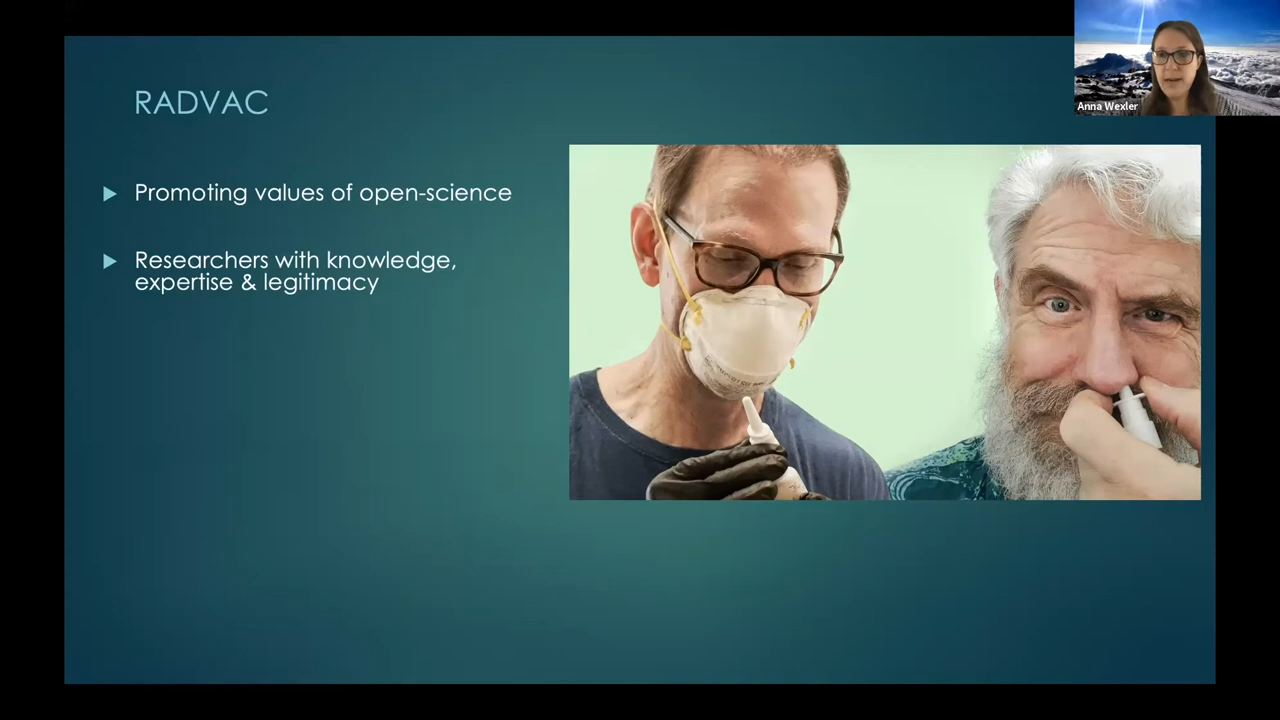 RADVAC
Promoting values of open-science
Researchers with knowledge,
expertise & legitimacy
Anna Wexler